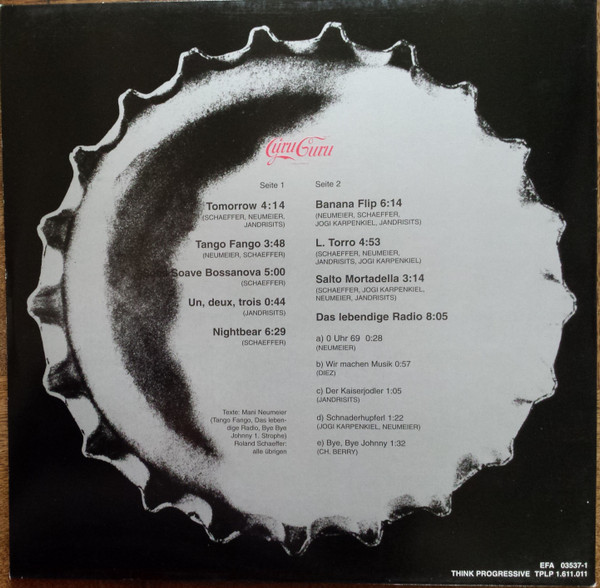 Guru Guru
Seite 1
Tomorrow 4:14
(SCHAEFFER, NEUMEIER,
JANDRISITS)
Tango Fango 3:48
(NEUMEIER, SCHAEFFER)
Soave Bossanova 5:00
(SCHAEFFER)
Un, deux, trois 0:44
(JANDRISITS)
Nightbear 6:29
(SCHAEFFER)
Texte: Mani Neumeier
(Tango Fango, Das leben-
dige Radio, Bye Bye
Johnny 1. Strophe)
Roland Schaeffer:
alle übrigen
Seite 2
Banana Flip 6:14
(NEUMEIER, SCHAEFFER,
JOGI KARPENKIEL, JANDRISITS)
L. Torro 4:53
(SCHAEFFER, NEUMEIER,
JANDRISITS, JOGI KARPENKIEL)
Salto Mortadella 3:14
(SCHAEFFER, JOGI KARPENKIEL,
NEUMEIER, JANDRISITS)
Das lebendige Radio 8:05
a) 0 Uhr 69 0:28
(NEUMEIER)
b) Wir machen Musik 0:57
(DIEZ)
c) Der Kaiserjodler 1:05
(JANDRISITS)
d) Schnaderhupferl 1:22
(JOGI KARPENKIEL, NEUMEIER)
e) Bye, Bye Johnny 1:32
(CH. BERRY)
EFA 03537-1
THINK PROGRESSIVE TPLP 1.611.011